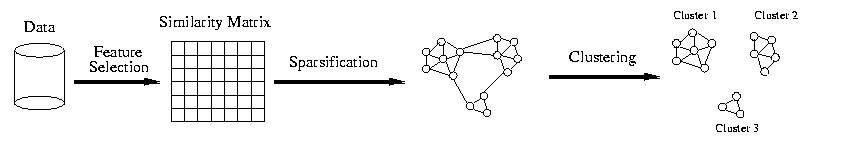 Data
Feature
Selection
Similarity Matrix
Sparsification
Clustering
Cluster 1
Cluster 2
Cluster 3